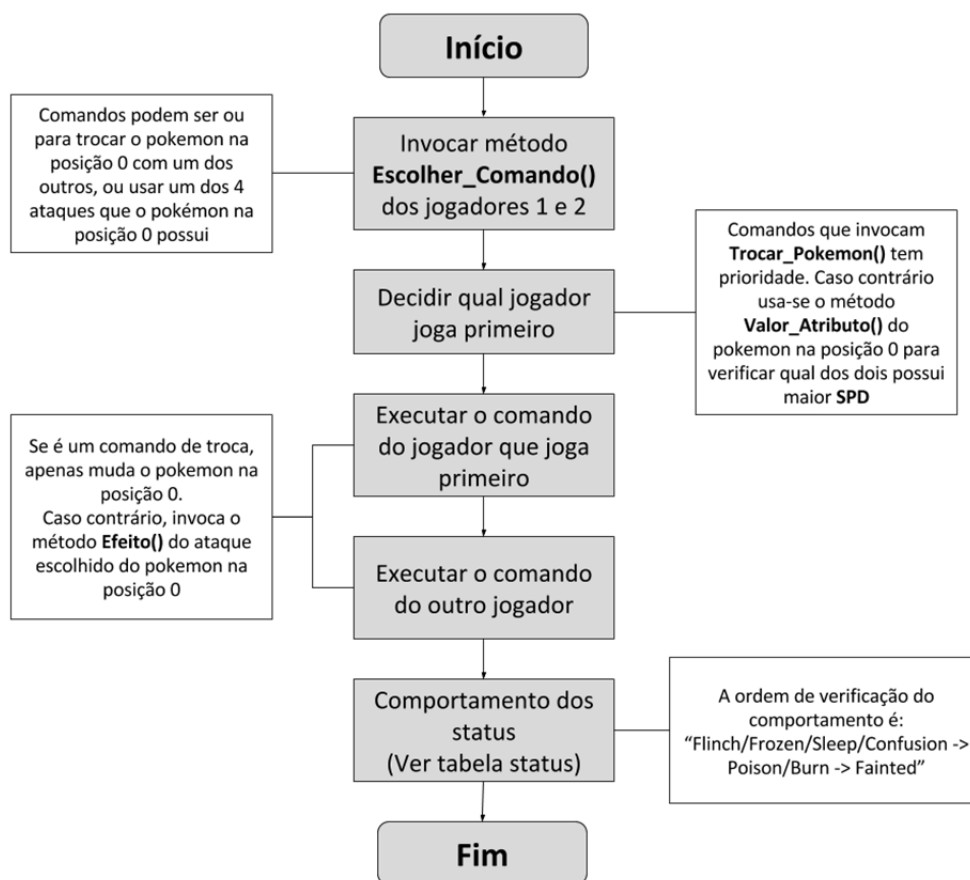 Início
Comandos podem ser ou
para trocar o pokemon na
posição 0 com um dos
outros, ou usar um dos 4
ataques que o pokémon na
posição 0 possui
Invocar método
Escolher_Comando()
dos jogadores 1 e 2
Comandos que invocam
Trocar_Pokemon() tem
prioridade. Caso contrário
usa-se o método
Valor_Atributo() do
pokemon na posição 0 para
verificar qual dos dois possui
maior SPD
Decidir qual jogador
joga primeiro
Executar o comando
do jogador que joga
primeiro
Se é um comando de troca,
apenas muda o pokemon na
posição 0.
Caso contrário, invoca o
método Efeito() do ataque
escolhido do pokemon na
posição 0
Executar o comando
do outro jogador
Comportamento dos
status
(Ver tabela status)
A ordem de verificação do
comportamento é:
“Flinch/Frozen/Sleep/Confusion ->
Poison/Burn -> Fainted”
Fim